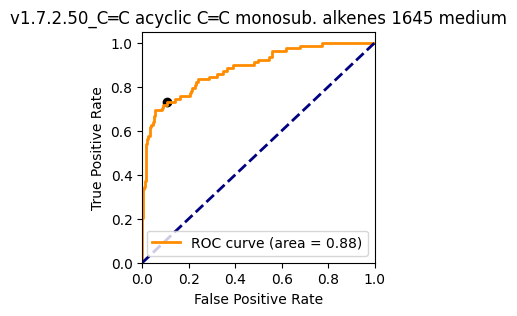 v1.7.2.50_C═C acyclic C═C monosub. alkenes 1645 medium
1.0
0.8
0.6
0.4
0.2
0.0
True Positive Rate
ROC curve (area = 0.88)
0.0 0.2 0.4 0.6 0.8 1.0
False Positive Rate